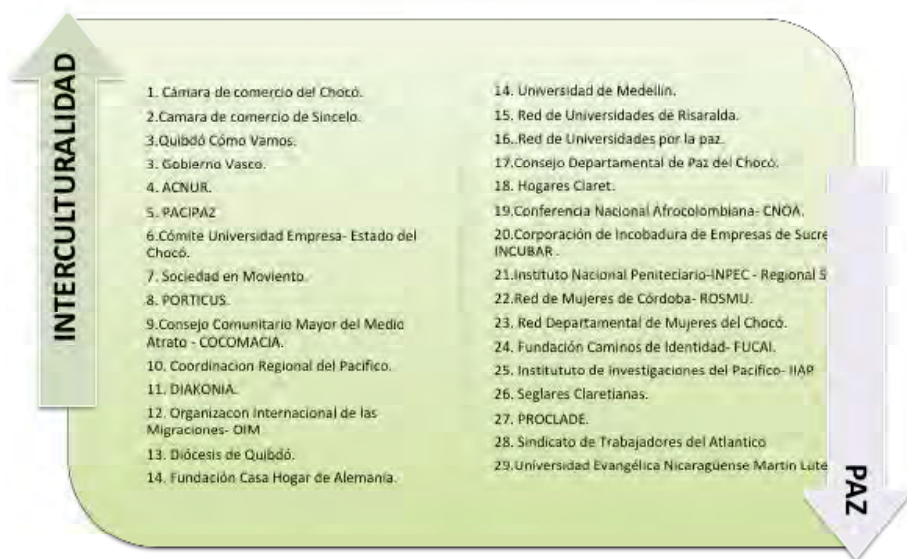 INTERCULTURALIDAD
1. Cámara de comercio del Chocó.
2.Camara de comercio de Sincelo.
3.Quibdó Cómo Vamos.
3. Gobierno Vasco.
4. ACNUR.
5. PACIPAZ
6.Cómite Universidad Empresa- Estado del
Chocó.
7. Sociedad en Moviento.
8. PORTICUS.
9.Consejo Comunitario Mayor del Medio
Atrato - COCOMACIA.
10. Coordinacion Regional del Pacifico.
11. DIAKONIA.
12. Organizacon Internacional de las
Migraciones- OIM
13. Diócesis de Quibdó.
14. Fundación Casa Hogar de Alemania.
14. Universidad de Medellín.
15. Red de Universidades de Risaralda.
16..Red de Universidades por la paz.
17.Consejo Departamental de Paz del Chocó.
18. Hogares Claret.
19.Conferencia Nacional Afrocolombiana- CNOA.
20.Corporación de Incobadura de Empresas de Sucre
INCUBAR .
21.Instituto Nacional Peniteciario-INPEC - Regional
22.Red de Mujeres de Córdoba- ROSMU.
23. Red Departamental de Mujeres del Chocó.
24. Fundación Caminos de Identidad- FUCAI.
25. Institututo de investigaciones del Pacifico- IIAP
26. Seglares Claretianas.
27. PROCLADE.
28. Sindicato de Trabajadores del Atlantico
29.Universidad Evangélica Nicaragüense Martin
PAZ